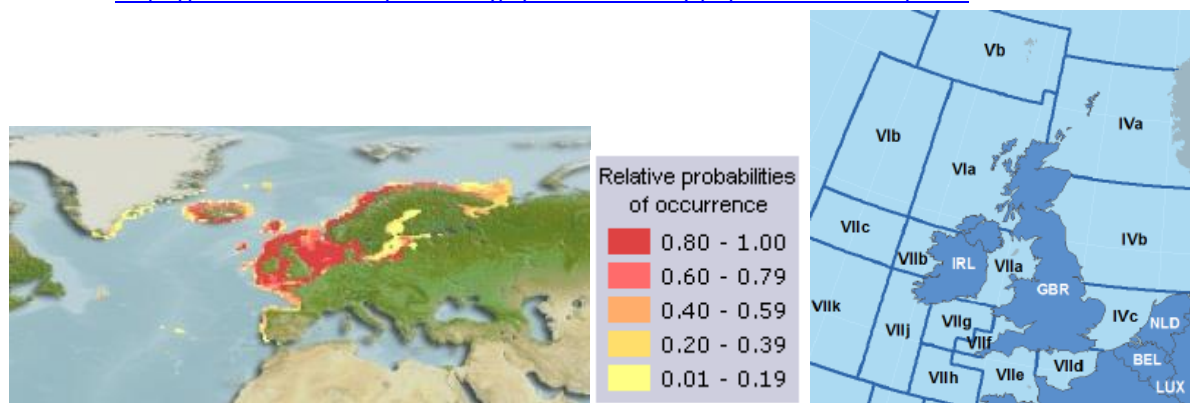 Relative probabilities
of occurrence
0.80 - 1.00
0.60 - 0.79
0.40 - 0.59
0.20 - 0.39
0.01 - 0.19
Vb
IVa
VIb
VIa
VIIc
IVb
VIIb
IRL
VIIa
GBR
VIIk
VIIj
VIIg
IVc
NLD
VIIf
BEL
VIIh
VIIe
VIId
LUX